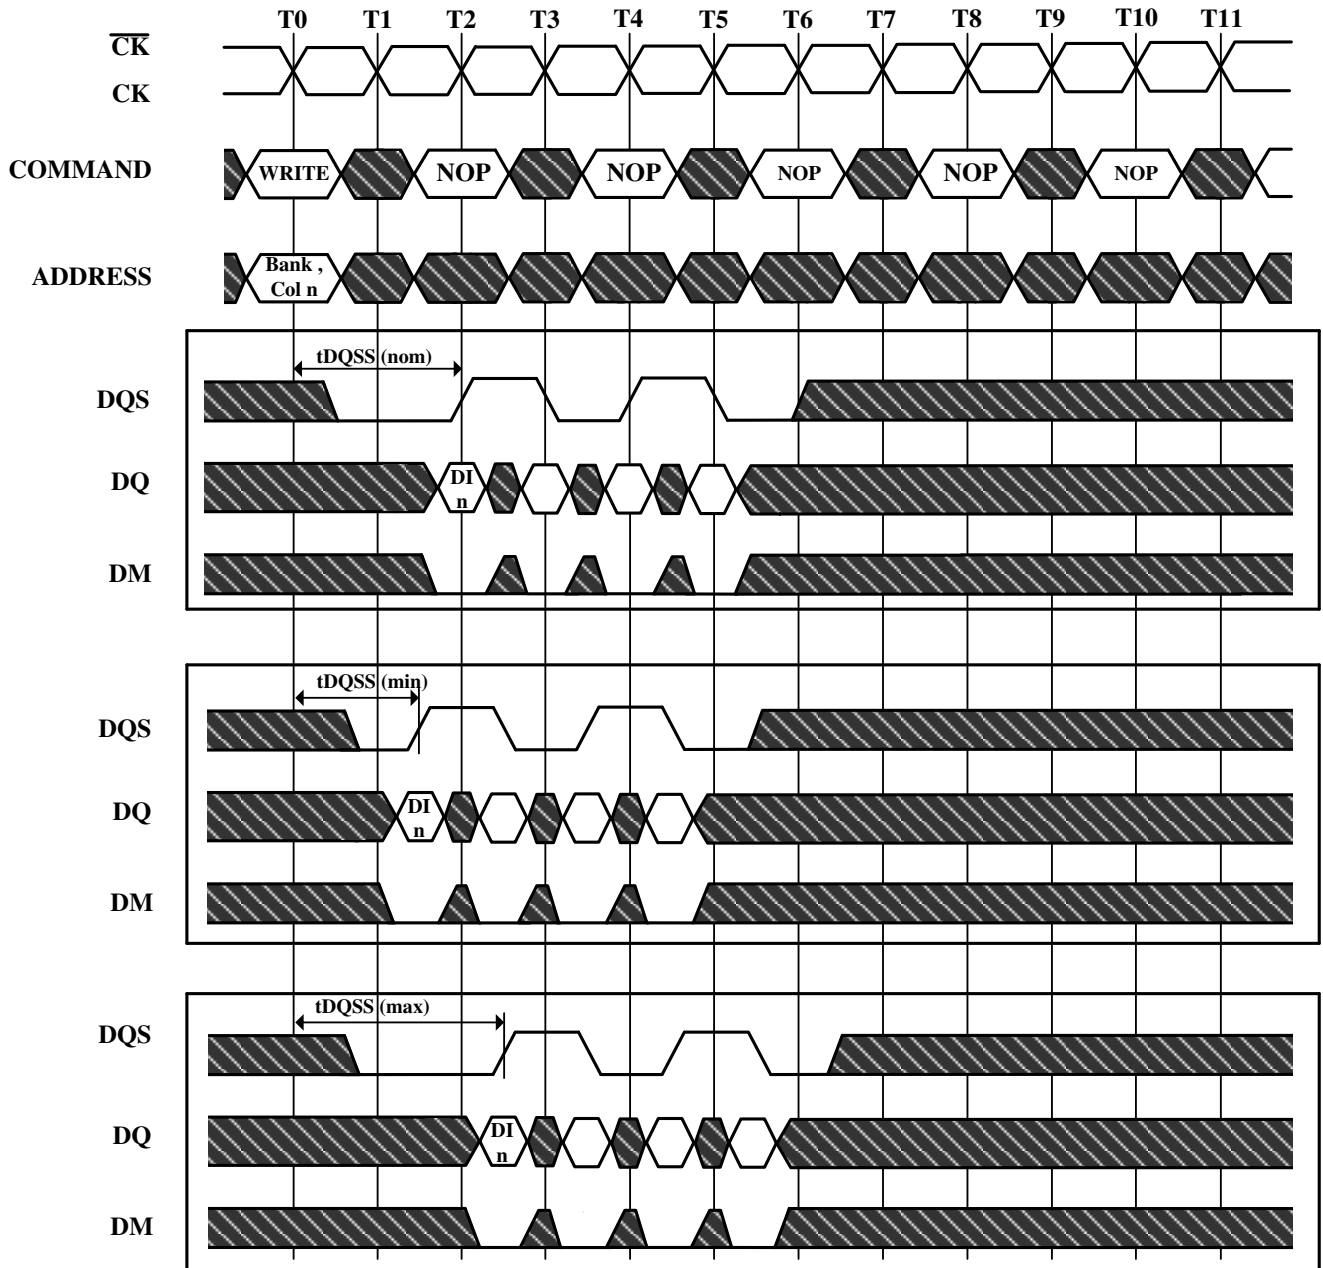 T0 T1 T2 T3 T4 T5 T6 T7 T8 T9 T10 T11
CK
CK
COMMAND WRITE NOP NOP NOP NOP NOP
ADDRESS Bank ,
Col n
tDQSS (nom)
DQS
DQ DI
n
DM
tDQSS (min)
DQS
DQ DI
n
DM
tDQSS (max)
DQS
DQ DI
n
DM